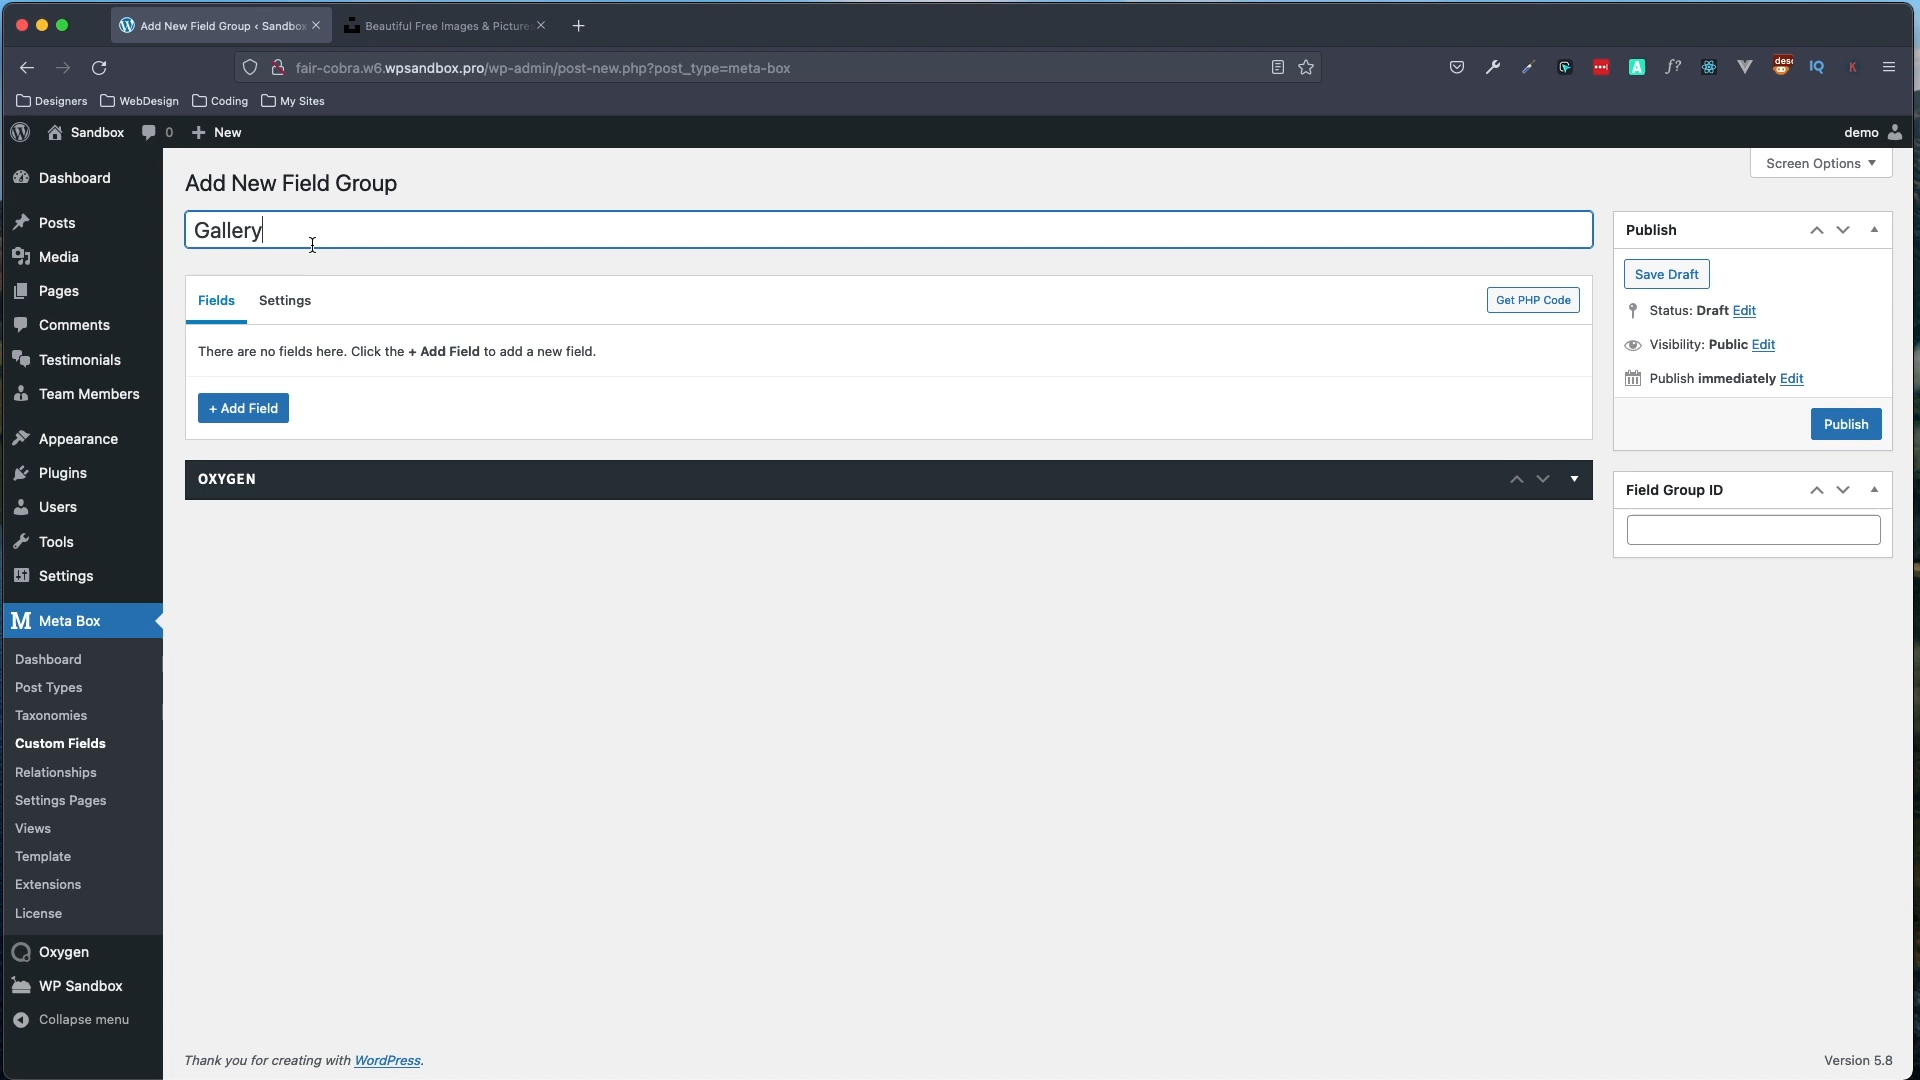 Add New Field Group ‹ Sandbox
Beautiful Free Images & Picture
fair-cobra.w6.wpsandbox.pro/wp-admin/post-new.php?post_type=meta-box
Designers
WebDesign
Coding
My Sites
Sandbox
0
New
demo
Screen Options
Dashboard
Posts
Media
Pages
Comments
Testimonials
Team Members
Appearance
Plugins
Users
Tools
Settings
Meta Box
Dashboard
Post Types
Taxonomies
Custom Fields
Relationships
Settings Pages
Views
Template
Extensions
License
Oxygen
WP Sandbox
Collapse menu
Add New Field Group
Gallery
Fields
Settings
Get PHP Code
There are no fields here. Click the + Add Field to add a new field.
+ Add Field
OXYGEN
Publish
Save Draft
Status: Draft Edit
Visibility: Public Edit
Publish immediately Edit
Publish
Field Group ID
Thank you for creating with WordPress.
Version 5.8